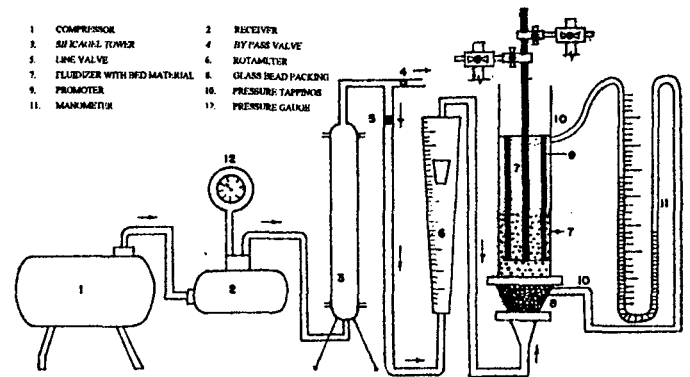 1 COMPRESSOR 2 RECEIVER
3. SILICAGEL TOWER 4 BY PASS VALVE
5. LINE VALVE 6. ROTAMETER
7. FLUIDIZER WITH BED MATERIAL 8. GLASS BEAD PACKING
9. PROMOTER 10. PRESSURE TAPPINGS
11. MANOMETER 12. PRESSURE GAUGE
4
5
10
12
7
9
11
6
7
3
10
1
2
8